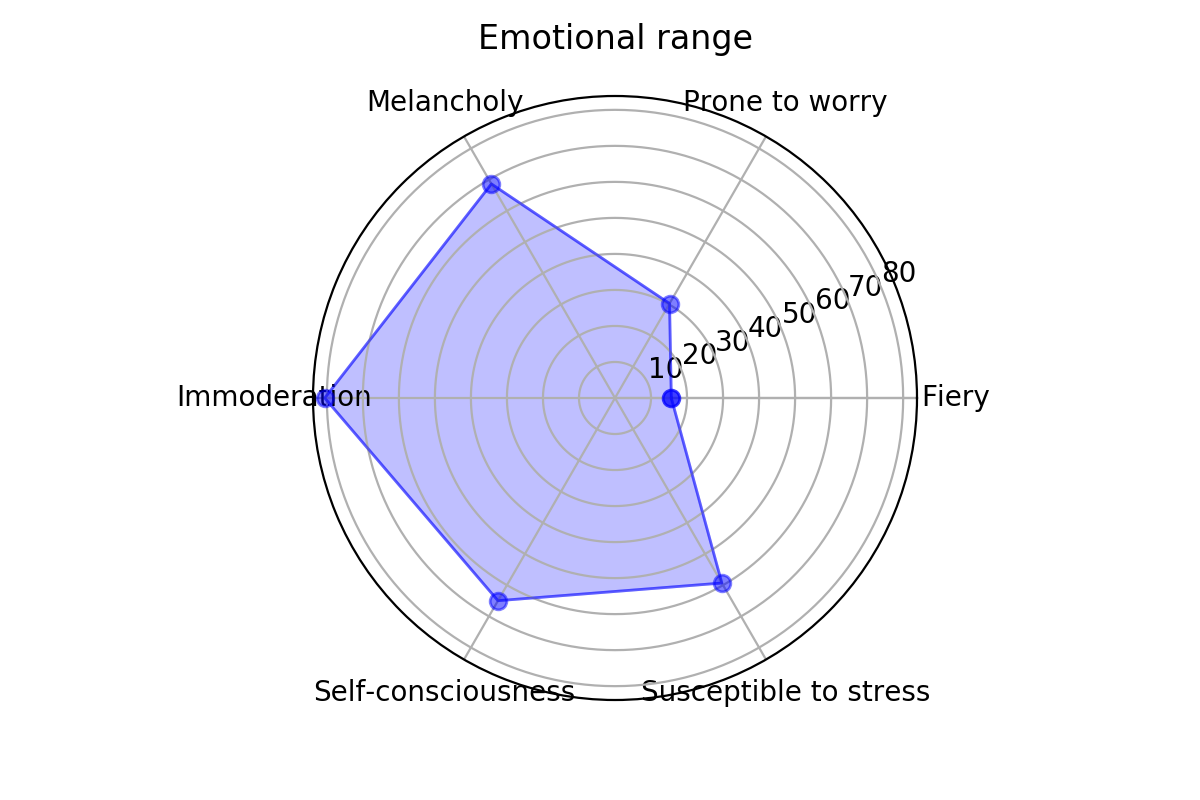 Emotional range
Melancholy
Prone to worry
80
70
60
50
40
30
20
10
Immoderation
Fiery
Self-consciousness
Susceptible to stress